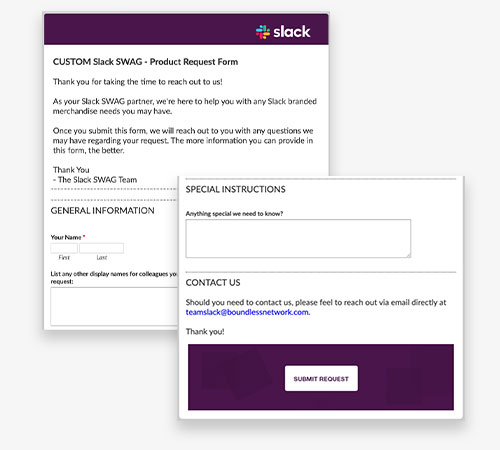 slack
CUSTOM Slack SWAG - Product Request Form
Thank you for taking the time to reach out to us!
As your Slack SWAG partner, we're here to help you with any Slack branded
merchandise needs you may have.
Once you submit this form, we will reach out to you with any questions we
may have regarding your request. The more information you can provide in
this form, the better.
Thank You
- The Slack SWAG Team
GENERAL INFORMATION
Your Name *
First Last
List any other display names for colleagues you
request:
SPECIAL INSTRUCTIONS
Anything special we need to know?
CONTACT US
Should you need to contact us, please feel to reach out via email directly at
teamslack@boundlessnetwork.com.
Thank you!
SUBMIT REQUEST